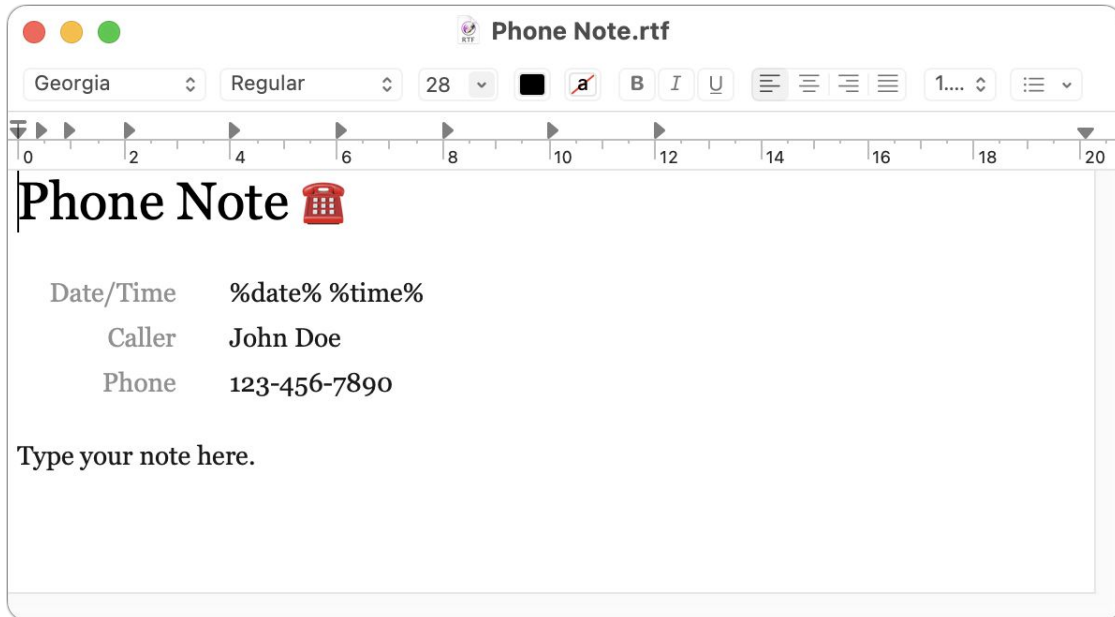 Phone Note.rtf
Georgia Regular 28 a B I U 1....
0 2 4 6 8 10 12 14 16 18 20
Phone Note ☎️
Date/Time %date% %time%
Caller John Doe
Phone 123-456-7890
Type your note here.